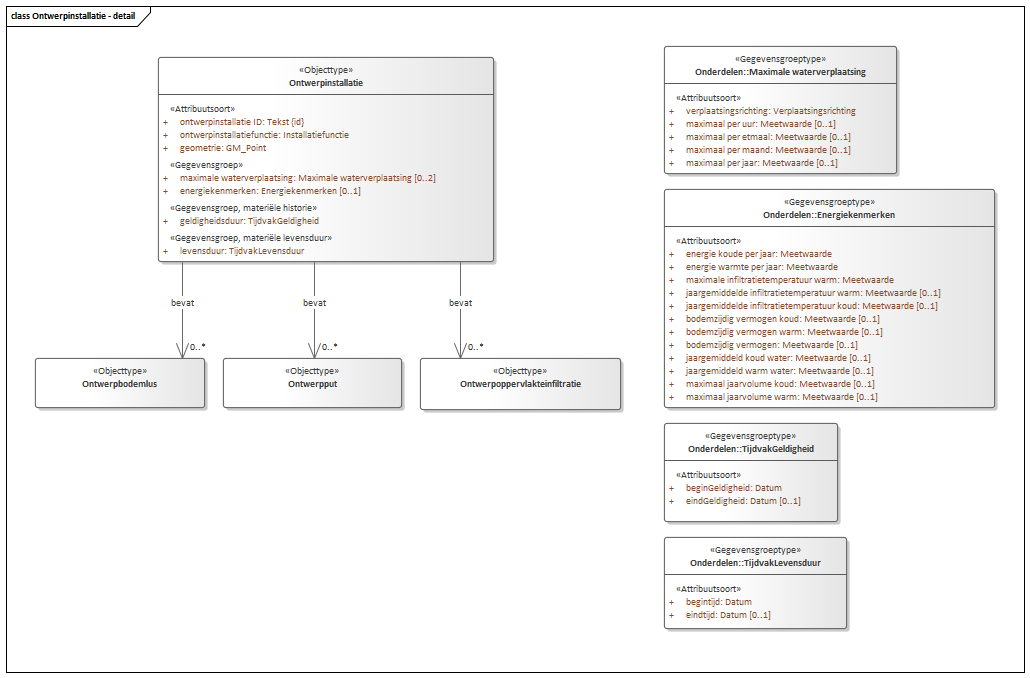 class Ontwerpinstallatie - detail
«Objecttype»
Ontwerpinstallatie
«Attribuutsoort»
+ ontwerpinstallatie ID: Tekst {id}
+ ontwerpinstallatiefunctie: Installatiefunctie
+ geometrie: GM_Point
«Gegevensgroep»
+ maximale waterverplaatsing: Maximale waterverplaatsing [0..2]
+ energiekenmerken: Energiekenmerken [0..1]
«Gegevensgroep, materiële historie»
+ geldigheidsduur: TijdvakGeldigheid
«Gegevensgroep, materiële levensduur»
+ levensduur: TijdvakLevensduur
bevat
bevat
bevat
0..*
0..*
0..*
«Objecttype»
Ontwerpbodemlus
«Objecttype»
Ontwerpput
«Objecttype»
Ontwerpoppervlakteinfiltratie
«Gegevensgroeptype»
Onderdelen::Maximale waterverplaatsing
«Attribuutsoort»
+ verplaatsingsrichting: Verplaatsingsrichting
+ maximaal per uur: Meetwaarde [0..1]
+ maximaal per etmaal: Meetwaarde [0..1]
+ maximaal per maand: Meetwaarde [0..1]
+ maximaal per jaar: Meetwaarde [0..1]
«Gegevensgroeptype»
Onderdelen::Energiekenmerken
«Attribuutsoort»
+ energie koude per jaar: Meetwaarde
+ energie warmte per jaar: Meetwaarde
+ maximale infiltratietemperatuur warm: Meetwaarde
+ jaargemiddelde infiltratietemperatuur warm: Meetwaarde [0..1]
+ jaargemiddelde infiltratietemperatuur koud: Meetwaarde [0..1]
+ bodemzijdig vermogen koud: Meetwaarde [0..1]
+ bodemzijdig vermogen warm: Meetwaarde [0..1]
+ bodemzijdig vermogen: Meetwaarde [0..1]
+ jaargemiddeld koud water: Meetwaarde [0..1]
+ jaargemiddeld warm water: Meetwaarde [0..1]
+ maximaal jaarvolume koud: Meetwaarde [0..1]
+ maximaal jaarvolume warm: Meetwaarde [0..1]
«Gegevensgroeptype»
Onderdelen::TijdvakGeldigheid
«Attribuutsoort»
+ beginGeldigheid: Datum
+ eindGeldigheid: Datum [0..1]
«Gegevensgroeptype»
Onderdelen::TijdvakLevensduur
«Attribuutsoort»
+ begintijd: Datum
+ eindtijd: Datum [0..1]